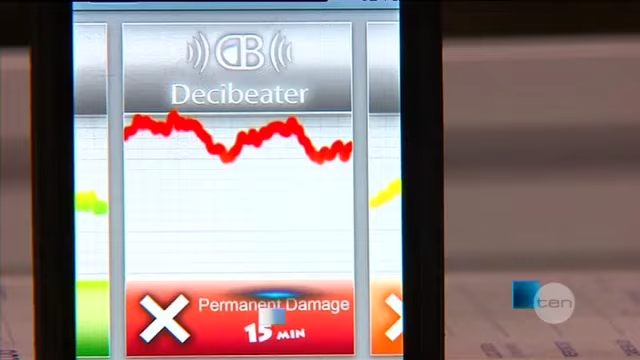 DB
Decibeater
Permanent Damage
15 MIN
ten